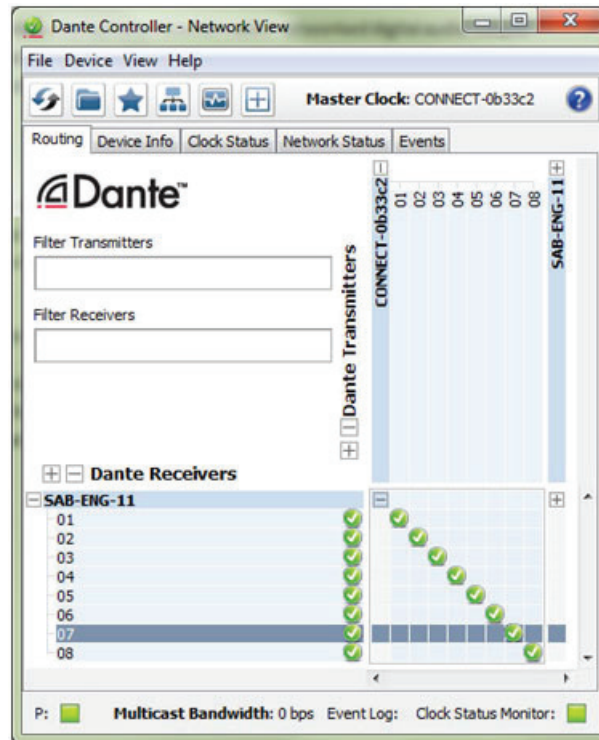 Dante Controller - Network View
File Device View Help
Master Clock: CONNECT-0b33c2
Routing Device Info Clock Status Network Status Events
Dante™
Filter Transmitters
Filter Receivers
Dante Transmitters
CONNECT-0b33c2
01 02 03 04 05 06 07 08
SAB-ENG-11
Dante Receivers
SAB-ENG-11
01
02
03
04
05
06
07
08
P: Multicast Bandwidth: 0 bps Event Log: Clock Status Monitor: